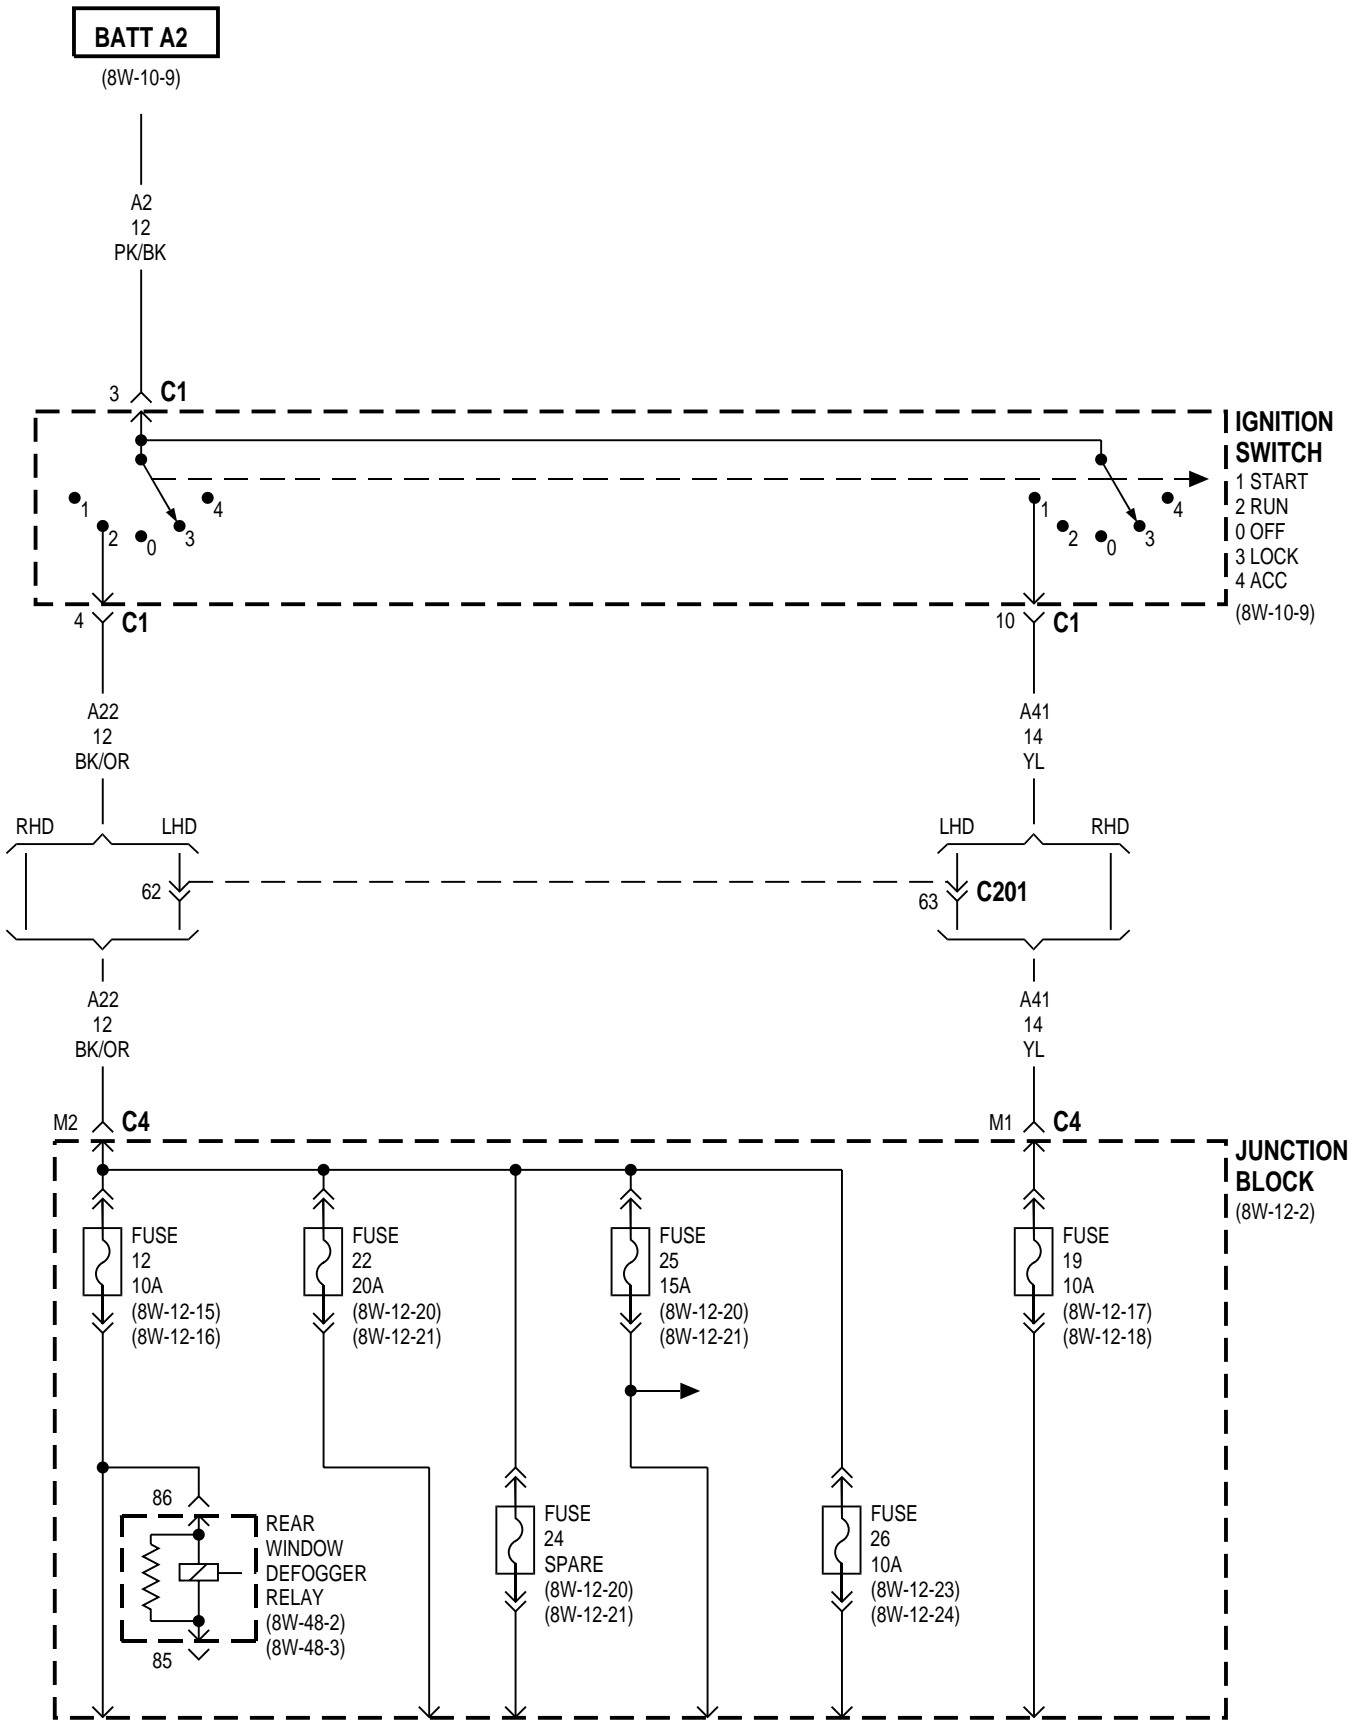 BATT A2
(8W-10-9)
A2
12
PK/BK
3 C1
IGNITION
SWITCH
1 START
2 RUN
0 OFF
3 LOCK
4 ACC
(8W-10-9)
1 2 0 3 4
1 2 0 3 4
4 C1
10 C1
A22
12
BK/OR
A41
14
YL
RHD LHD
LHD RHD
62
63 C201
A22
12
BK/OR
A41
14
YL
M2 C4
M1 C4
JUNCTION
BLOCK
(8W-12-2)
FUSE
12
10A
(8W-12-15)
(8W-12-16)
FUSE
22
20A
(8W-12-20)
(8W-12-21)
FUSE
25
15A
(8W-12-20)
(8W-12-21)
FUSE
19
10A
(8W-12-17)
(8W-12-18)
86
REAR
WINDOW
DEFOGGER
RELAY
(8W-48-2)
(8W-48-3)
85
FUSE
24
SPARE
(8W-12-20)
(8W-12-21)
FUSE
26
10A
(8W-12-23)
(8W-12-24)